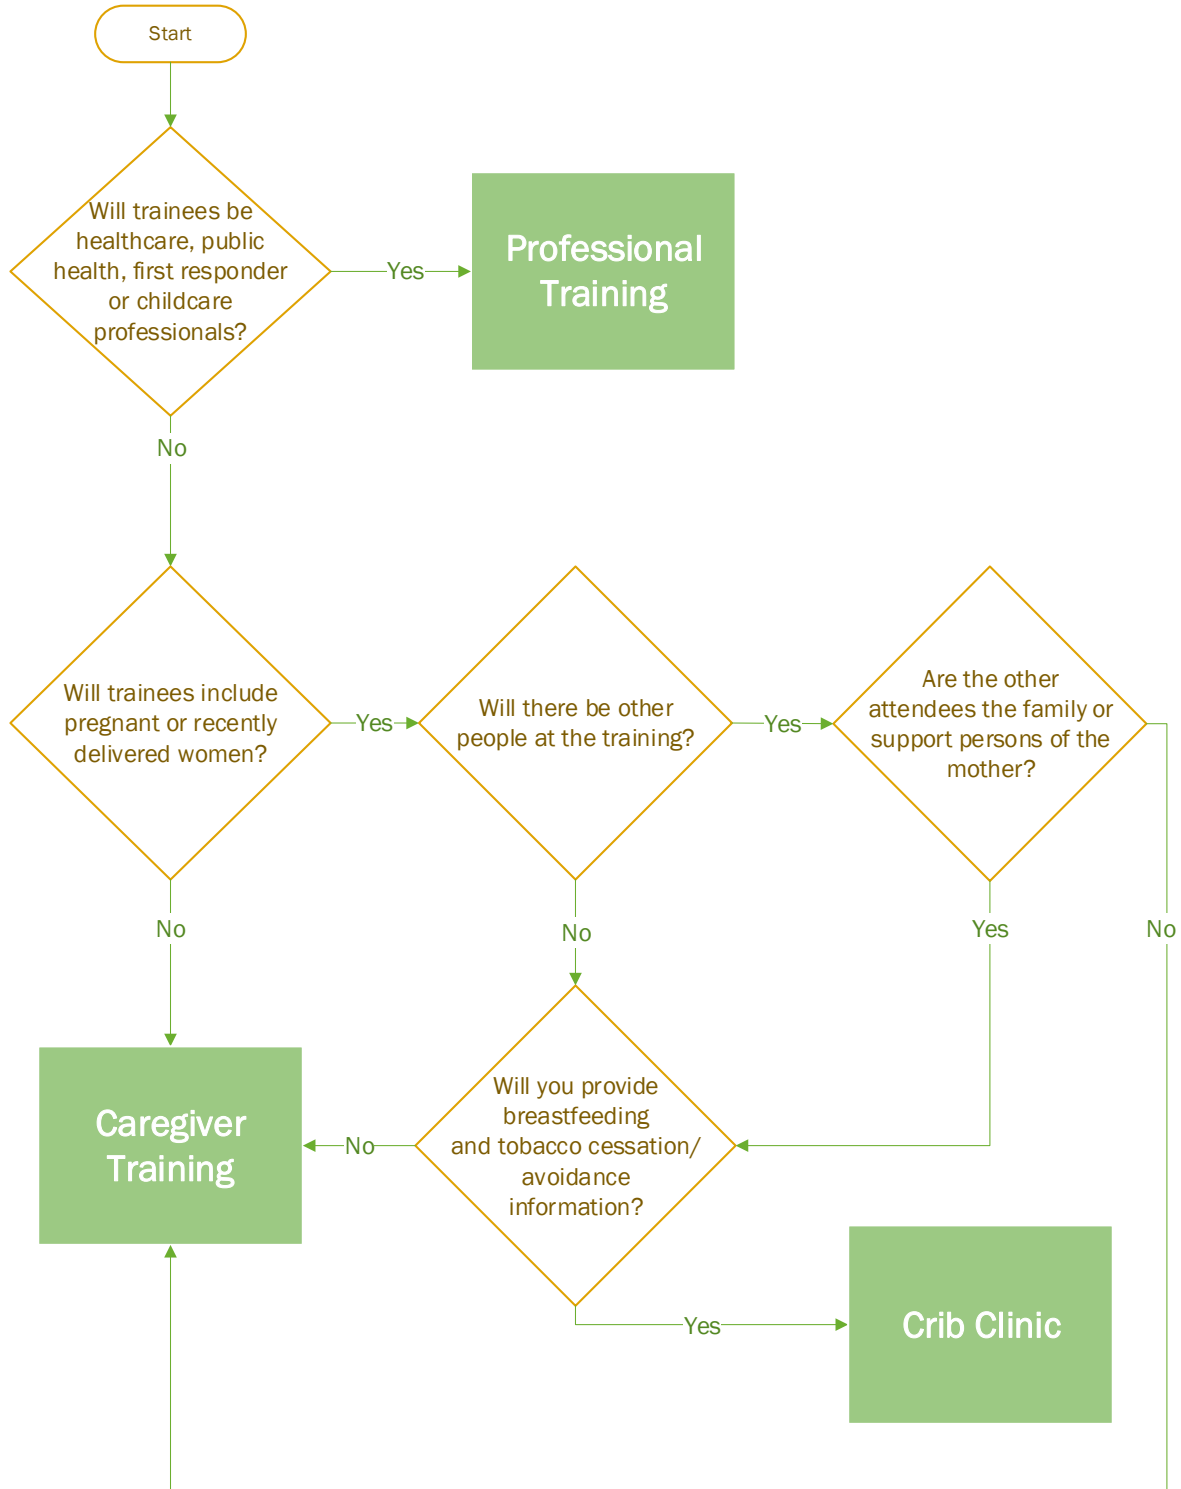 Start
Will trainees be
healthcare, public
health, first responder
or childcare
professionals?
Yes
Professional
Training
No
Will trainees include
pregnant or recently
delivered women?
Yes
Will there be other
people at the training?
Yes
Are the other
attendees the family or
support persons of the
mother?
No
No
Yes
No
Will you provide
breastfeeding
and tobacco cessation/
avoidance
information?
No
Caregiver
Training
Yes
Crib Clinic